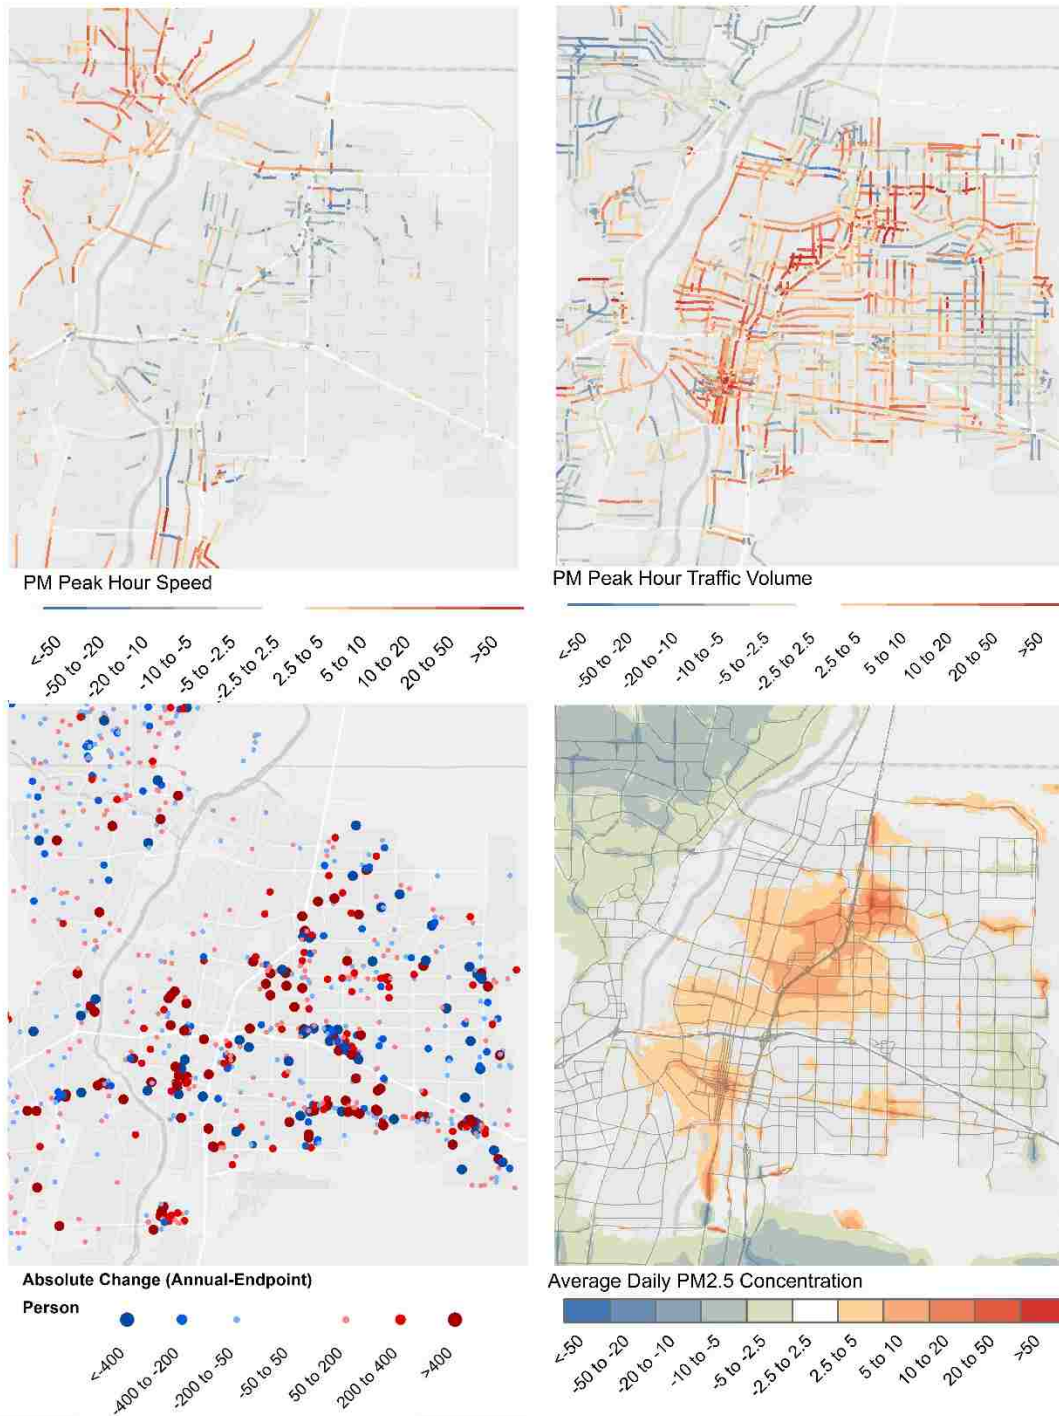 PM Peak Hour Speed
<-50
-50 to -20
-20 to -10
-10 to -5
-5 to -2.5
-2.5 to 2.5
2.5 to 5
5 to 10
10 to 20
20 to 50
>50
PM Peak Hour Traffic Volume
<-50
-50 to -20
-20 to -10
-10 to -5
-5 to -2.5
-2.5 to 2.5
2.5 to 5
5 to 10
10 to 20
20 to 50
>50
Absolute Change (Annual-Endpoint)
Person
<-400
-400 to -200
-200 to -50
-50 to 50
50 to 200
200 to 400
>400
Average Daily PM2.5 Concentration
<-50
-50 to -20
-20 to -10
-10 to -5
-5 to -2.5
-2.5 to 2.5
2.5 to 5
5 to 10
10 to 20
20 to 50
>50